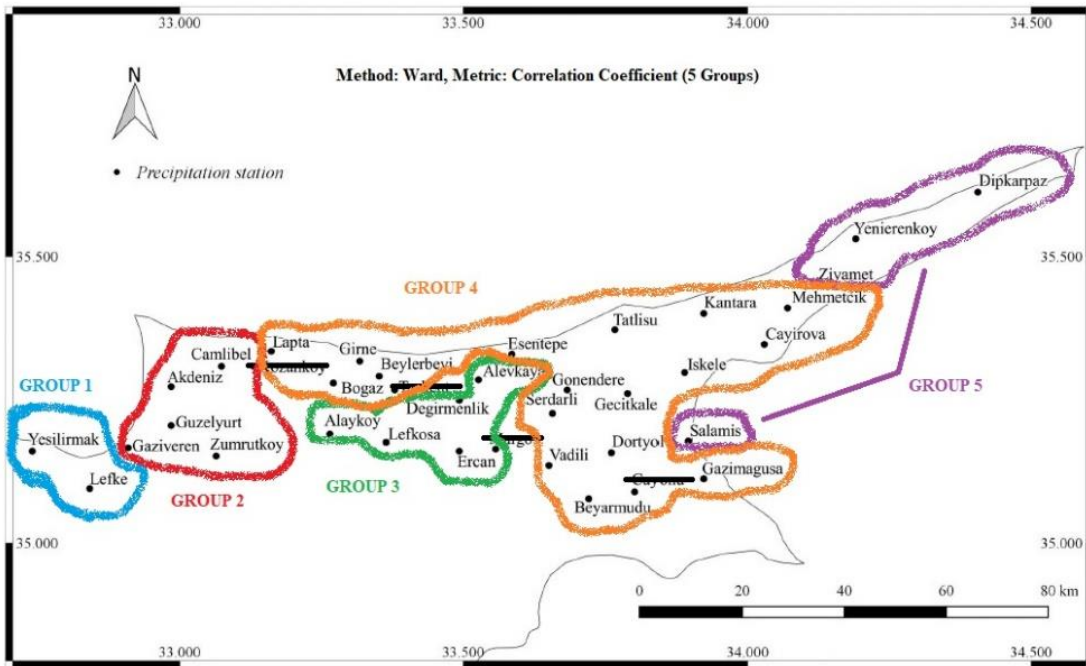 33.000 33.500 34.000 34.500
Method: Ward, Metric: Correlation Coefficient (5 Groups)
N
Precipitation station
Dipkarpaz
Yenierenkoy
35.500 35.500
Ziyamet
GROUP 4
Mehmetcik
Kantara
Tatlisu
Lapta
Girne
Esentepe
Cayirova
Camlibel
Beylerbeyi
Alevkaya
Iskele
GROUP 1
Akdeniz
Bogaz
Gonendere
GROUP 5
Degirmenlik
Serdarli
Gecitkale
Guzelyurt
Alaykoy
Salamis
Yesilirmak
Gaziveren
Zumrutkoy
Lefkosa
Dortyol
Ercan
Vadili
Gazimagusa
Lefke
GROUP 2
GROUP 3
Beyarmudu
35.000 35.000
0 20 40 60 80 km
33.000 33.500 34.000 34.500